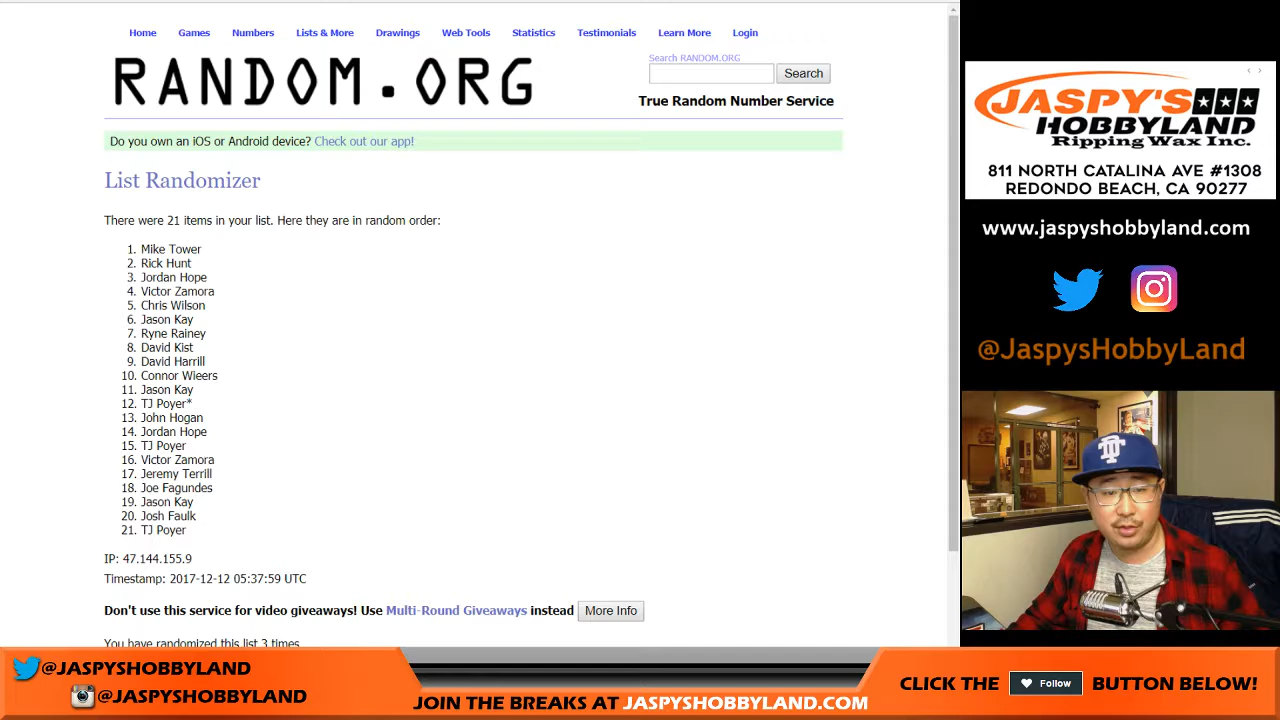 Home Games Numbers Lists & More Drawings Web Tools Statistics Testimonials Learn More Login
RANDOM.ORG
Search RANDOM.ORG
Search
True Random Number Service
Do you own an iOS or Android device? Check out our app!
List Randomizer
There were 21 items in your list. Here they are in random order:
1. Mike Tower
2. Rick Hunt
3. Jordan Hope
4. Victor Zamora
5. Chris Wilson
6. Jason Kay
7. Ryne Rainey
8. David Kist
9. David Harrill
10. Connor Wieers
11. Jason Kay
12. TJ Poyer*
13. John Hogan
14. Jordan Hope
15. TJ Poyer
16. Victor Zamora
17. Jeremy Terrill
18. Joe Fagundes
19. Jason Kay
20. Josh Faulk
21. TJ Poyer
IP: 47.144.155.9
Timestamp: 2017-12-12 05:37:59 UTC
Don't use this service for video giveaways! Use Multi-Round Giveaways instead More Info
You have randomized this list 3 times
JASPY'S
HOBBYLAND
Ripping Wax Inc.
811 NORTH CATALINA AVE #1308
REDONDO BEACH, CA 90277
www.jaspyshobbyland.com
@JaspysHobbyLand
@JASPYSHOBBYLAND
@JASPYSHOBBYLAND
JOIN THE BREAKS AT JASPYSHOBBYLAND.COM
CLICK THE Follow BUTTON BELOW!